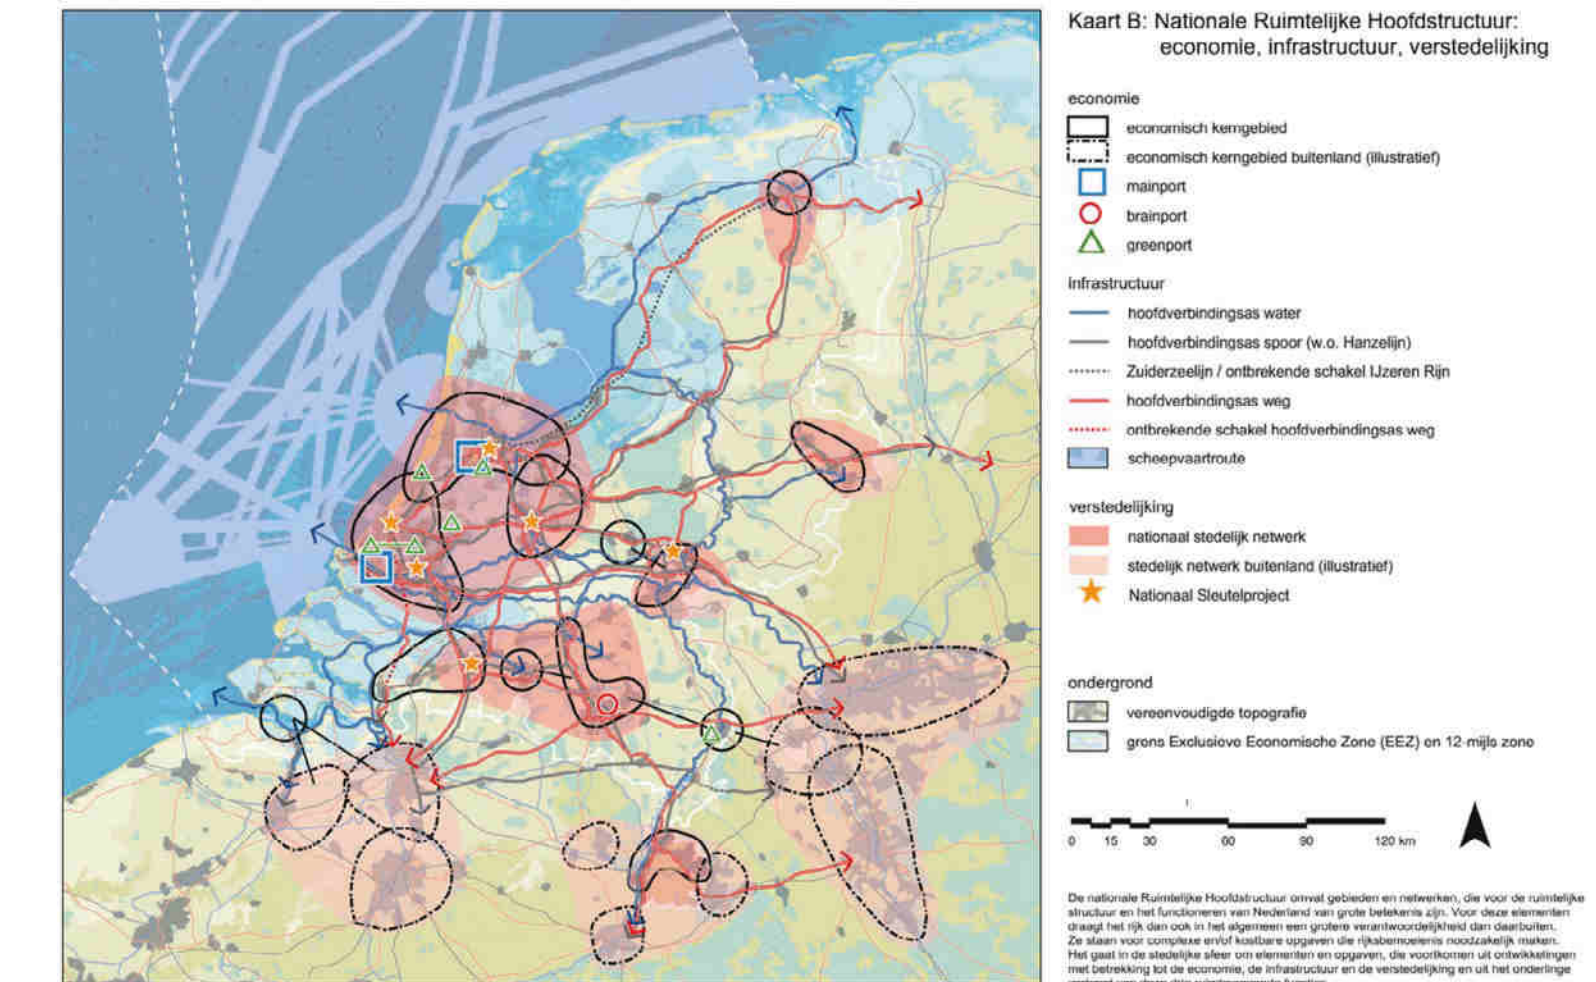 Kaart B: Nationale Ruimtelijke Hoofdstructuur:
economie, infrastructuur, verstedelijking
economie
economisch kerngebied
economisch kerngebied buitenland (illustratief)
mainport
brainport
greenport
infrastructuur
hoofdverbindingsas water
hoofdverbindingsas spoor (w.o. Hanzelijn)
Zuiderzeelijn / ontbrekende schakel IJzeren Rijn
hoofdverbindingsas weg
ontbrekende schakel hoofdverbindingsas weg
scheepvaartroute
verstedelijking
nationaal stedelijk netwerk
stedelijk netwerk buitenland (illustratief)
Nationaal Sleutelproject
ondergrond
vereenvoudigde topografie
grens Exclusieve Economische Zone (EEZ) en 12-mijls zone
0 15 30 60 90 120 km
De nationale Ruimtelijke Hoofdstructuur omvat gebieden en netwerken, die voor de ruimtelijke
structuur en het functioneren van Nederland van grote betekenis zijn. Voor deze elementen
draagt het rijk dan ook in het algemeen een grotere verantwoordelijkheid dan daarbuiten.
Ze staan voor complexe en/of kostbare opgaven die rijksbemoeienis noodzakelijk maken.
Het gaat in de stedelijke sfeer om elementen en opgaven, die voortkomen uit ontwikkelingen
met betrekking tot de economie, de infrastructuur en de verstedelijking en uit het onderlinge